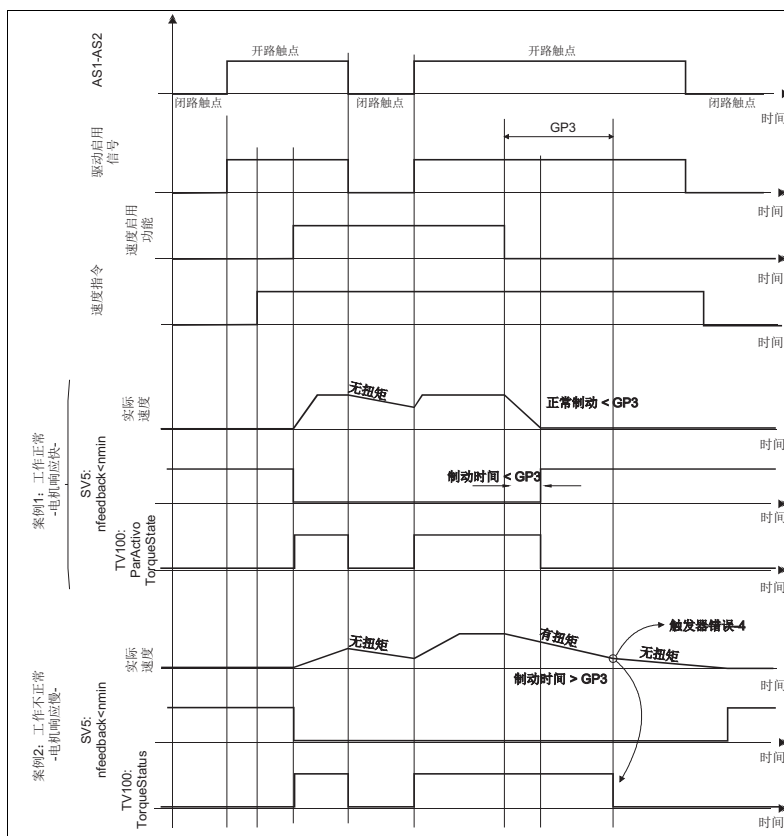 AS1-AS2
开路触点
开路触点
闭路触点
闭路触点
闭路触点
时间
GP3
驱动启用
信号
时间
速度启用
功能
时间
速度指令
时间
案例1：工作正常
-电机响应快-
实际
速度
无扭矩
正常制动 < GP3
时间
SV5:
nfeedback<nmin
制动时间 < GP3
时间
TV100:
ParActivo
TorqueState
时间
案例2：工作不正常
-电机响应慢-
实际
速度
无扭矩
有扭矩
触发器错误-4
无扭矩
制动时间 > GP3
时间
SV5:
nfeedback<nmin
时间
TV100:
TorqueStatus
时间